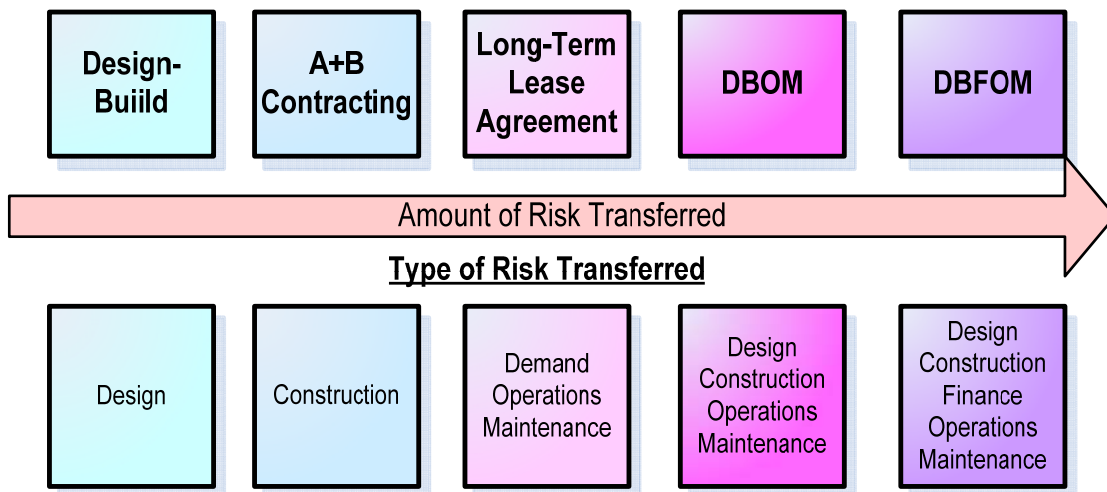 Design-
Buiild
A+B
Contracting
Long-Term
Lease
Agreement
DBOM
DBFOM
Amount of Risk Transferred
Type of Risk Transferred
Design
Construction
Demand
Operations
Maintenance
Design
Construction
Operations
Maintenance
Design
Construction
Finance
Operations
Maintenance